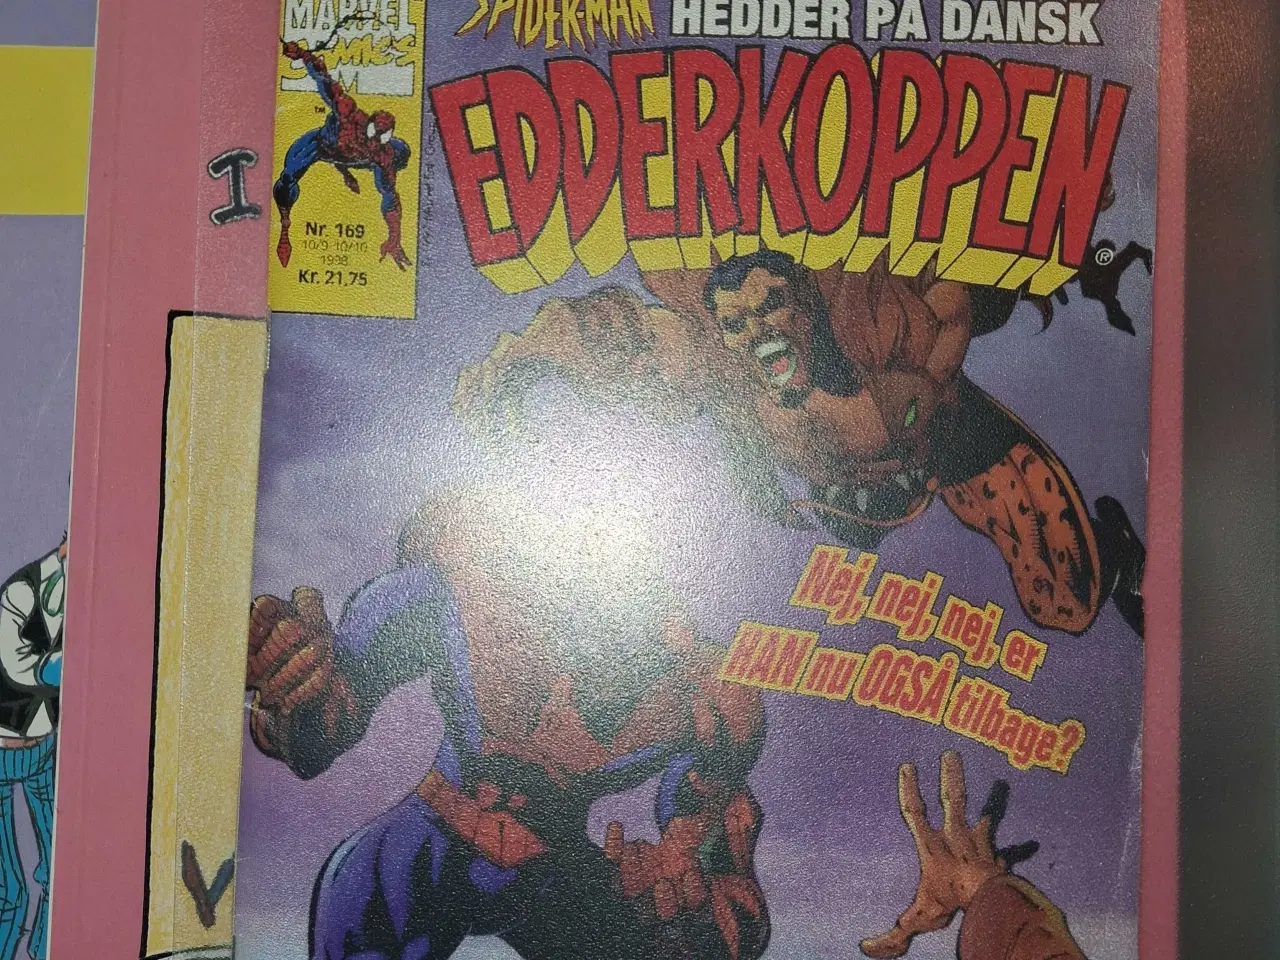 MARVEL
COMICS
SPIDER-MAN
HEDDER PÅ DANSK
EDDERKOPPEN
®
TM
I
Nr. 169
10/9-10/10
1998
Kr. 21,75
Nej, nej, nej, er
HAN nu OGSÅ tilbage?